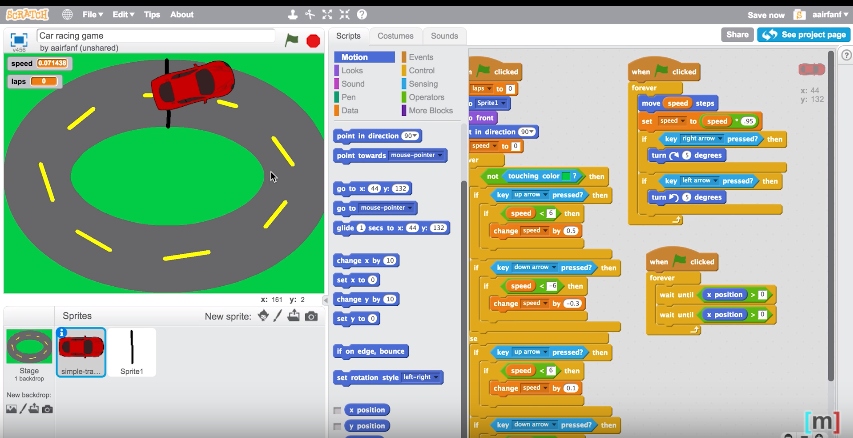 SCRATCH File Edit Tips About Save now aairfanf
v456 Car racing game
by aairfanf (unshared)
Scripts Costumes Sounds
Share See project page
speed 0.071438
laps 0
Motion Events
Looks Control
Sound Sensing
Pen Operators
Data More Blocks
point in direction 90
point towards mouse-pointer
go to x: 44 y: 132
go to mouse-pointer
glide 1 secs to x: 44 y: 132
change x by 10
set x to 0
change y by 10
set y to 0
if on edge, bounce
set rotation style left-right
x position
y position
clicked
laps to 0
Sprite1
front
in direction 90
speed to 0
not touching color ? then
if key up arrow pressed? then
if speed < 6 then
change speed by 0.5
if key down arrow pressed? then
if speed < -6 then
change speed by -0.3
se
if key up arrow pressed? then
if speed < 6 then
change speed by 0.1
if key down arrow pressed? then
when clicked
forever
move speed steps
set speed to speed * .95
if key right arrow pressed? then
turn 5 degrees
if key left arrow pressed? then
turn 5 degrees
when clicked
forever
wait until x position > 0
wait until x position > 0
x: 44
y: 132
x: 161 y: 2
Sprites New sprite:
Stage
1 backdrop
simple-tra...
Sprite1
New backdrop:
[m]